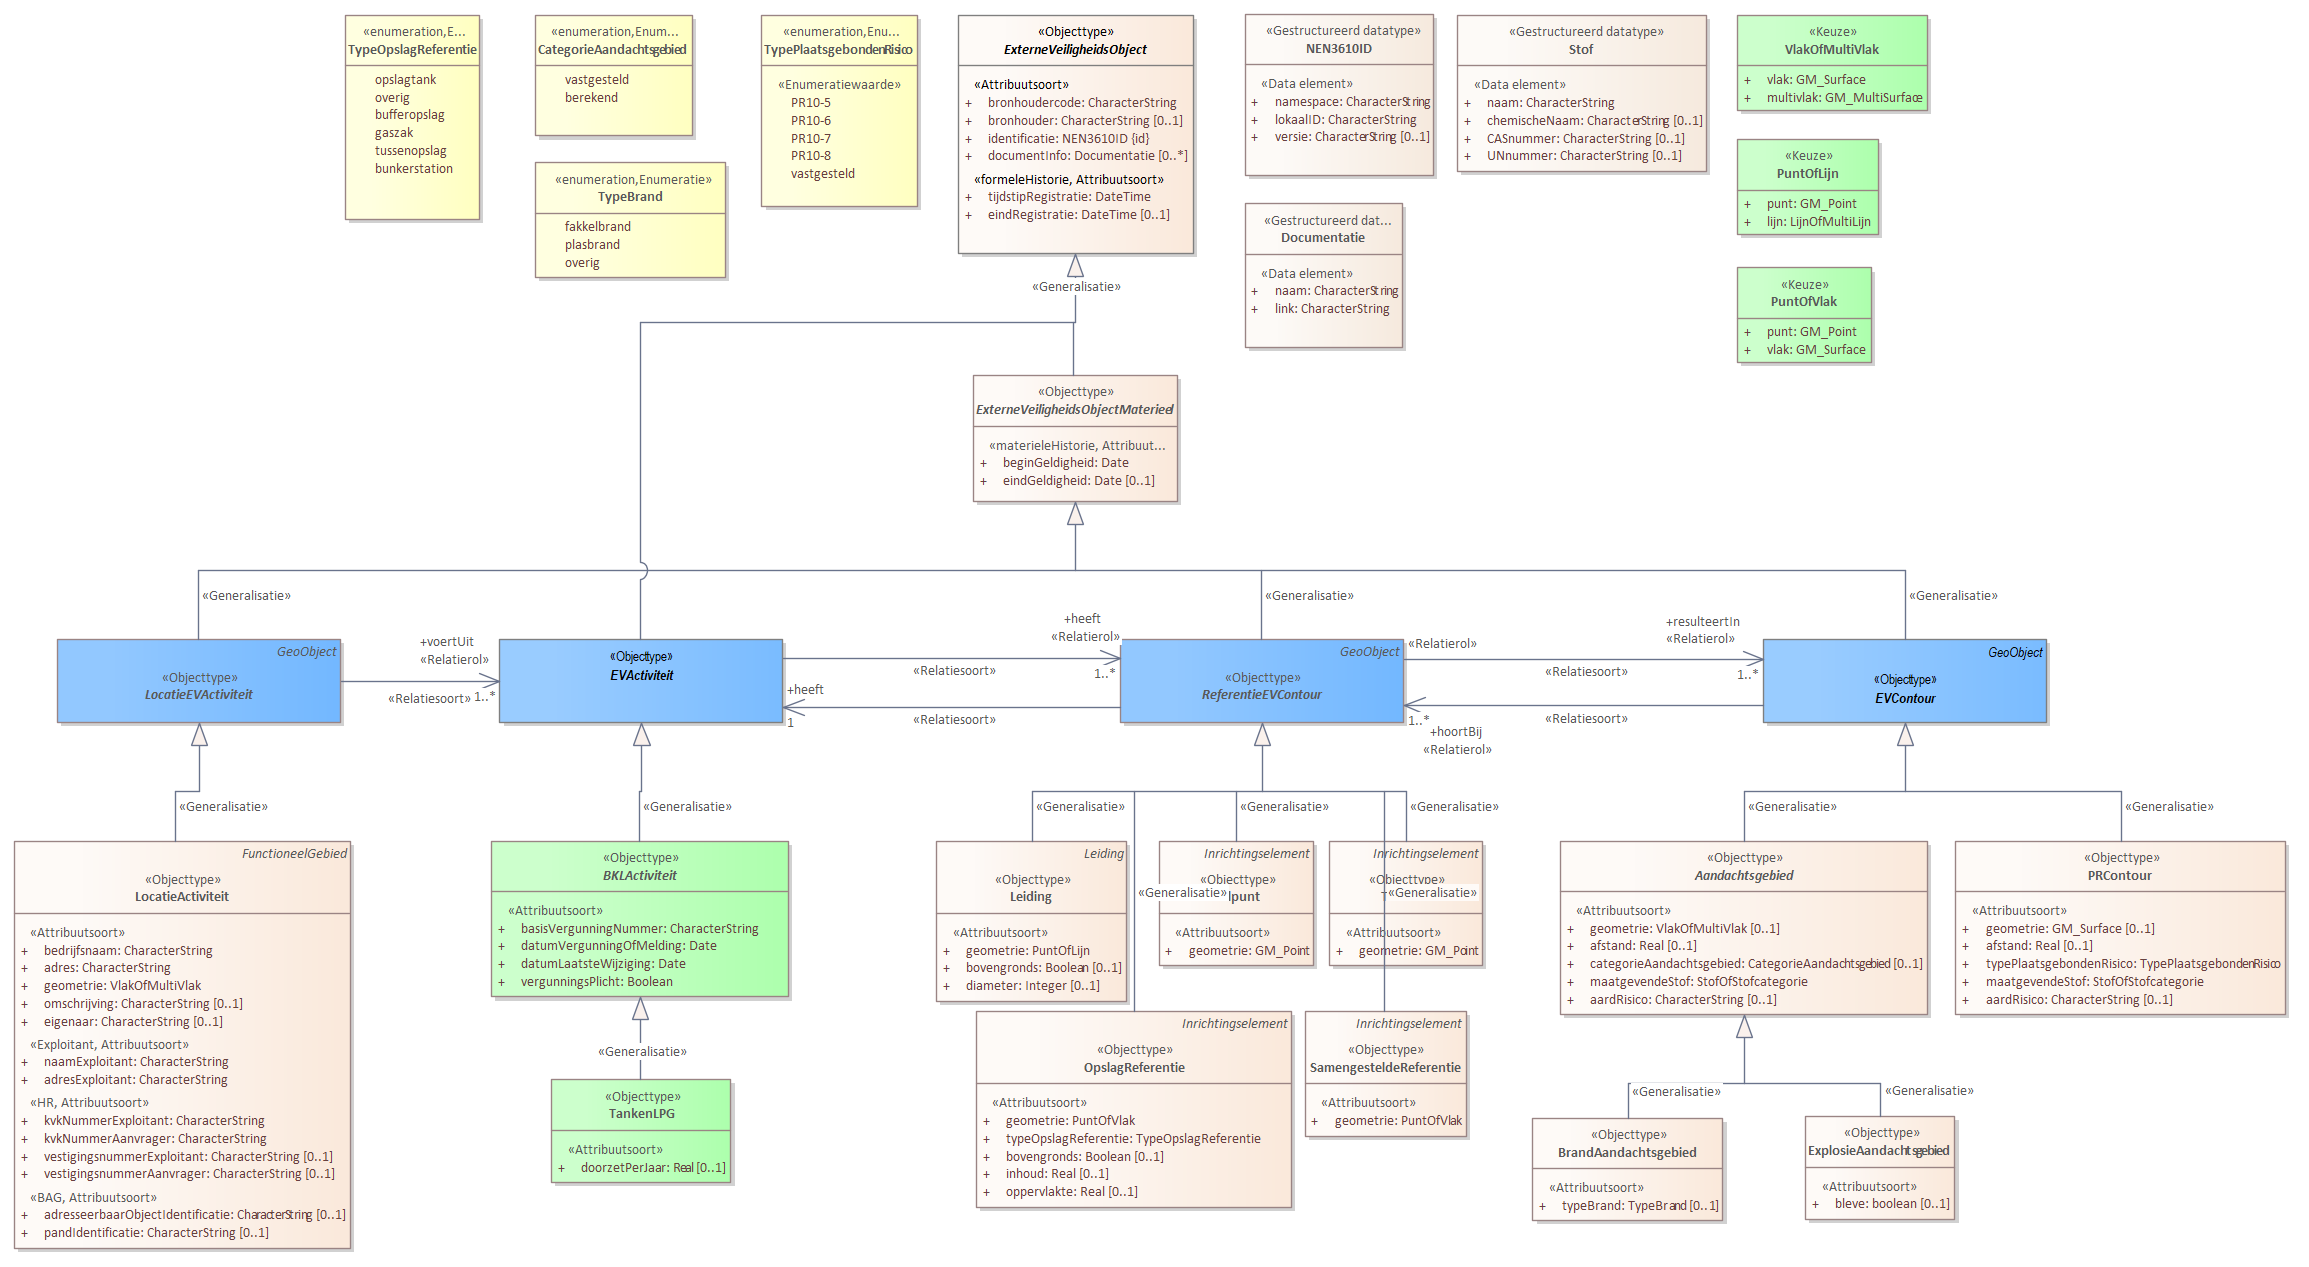 «enumeration,E...
TypeOpslagReferentie
opslagtank
overig
bufferopslag
gaszak
tussenopslag
bunkerstation
«enumeration,Enum...
CategorieAandachtsgebied
vastgesteld
berekend
«enumeration,Enumeratie»
TypeBrand
fakkelbrand
plasbrand
overig
«enumeration,Enu...
TypePlaatsgebondenRisico
«Enumeratiewaarde»
PR10-5
PR10-6
PR10-7
PR10-8
vastgesteld
«Objecttype»
ExterneVeiligheidsObject
«Attribuutsoort»
+ bronhoudercode: CharacterString
+ bronhouder: CharacterString [0..1]
+ identificatie: NEN3610ID {id}
+ documentInfo: Documentatie [0..*]
«formeleHistorie, Attribuutsoort»
+ tijdstipRegistratie: DateTime
+ eindRegistratie: DateTime [0..1]
«Gestructureerd datatype»
NEN3610ID
«Data element»
+ namespace: CharacterString
+ lokaalID: CharacterString
+ versie: CharacterString [0..1]
«Gestructureerd dat...
Documentatie
«Data element»
+ naam: CharacterString
+ link: CharacterString
«Gestructureerd datatype»
Stof
«Data element»
+ naam: CharacterString
+ chemischeNaam: CharacterString [0..1]
+ CASnummer: CharacterString [0..1]
+ UNnummer: CharacterString [0..1]
«Keuze»
VlakOfMultiVlak
+ vlak: GM_Surface
+ multivlak: GM_MultiSurface
«Keuze»
PuntOfLijn
+ punt: GM_Point
+ lijn: LijnOfMultiLijn
«Keuze»
PuntOfVlak
+ punt: GM_Point
+ vlak: GM_Surface
«Generalisatie»
«Objecttype»
ExterneVeiligheidsObjectMaterieel
«materieleHistorie, Attribuut...
+ beginGeldigheid: Date
+ eindGeldigheid: Date [0..1]
«Generalisatie»
«Generalisatie»
«Generalisatie»
GeoObject
«Objecttype»
LocatieEVActiviteit
+voertUit
«Relatierol»
«Relatiesoort»
1..*
«Objecttype»
EVActiviteit
+heeft
«Relatierol»
«Relatiesoort»
1..*
+heeft
1
«Relatiesoort»
GeoObject
«Objecttype»
ReferentieEVContour
«Relatierol»
+resulteertIn
«Relatierol»
«Relatiesoort»
1..*
1..*
«Relatiesoort»
+hoortBij
«Relatierol»
GeoObject
«Objecttype»
EVContour
«Generalisatie»
«Generalisatie»
«Generalisatie»
«Generalisatie»
«Generalisatie»
«Generalisatie»
«Generalisatie»
FunctioneelGebied
«Objecttype»
LocatieActiviteit
«Attribuutsoort»
+ bedrijfsnaam: CharacterString
+ adres: CharacterString
+ geometrie: VlakOfMultiVlak
+ omschrijving: CharacterString [0..1]
+ eigenaar: CharacterString [0..1]
«Exploitant, Attribuutsoort»
+ naamExploitant: CharacterString
+ adresExploitant: CharacterString
«HR, Attribuutsoort»
+ kvkNummerExploitant: CharacterString
+ kvkNummerAanvrager: CharacterString
+ vestigingsnummerExploitant: CharacterString [0..1]
+ vestigingsnummerAanvrager: CharacterString [0..1]
«BAG, Attribuutsoort»
+ adresseerbaarObjectIdentificatie: CharacterString [0..1]
+ pandIdentificatie: CharacterString [0..1]
«Objecttype»
BKLActiviteit
«Attribuutsoort»
+ basisVergunningNummer: CharacterString
+ datumVergunningOfMelding: Date
+ datumLaatsteWijziging: Date
+ vergunningsPlicht: Boolean
«Generalisatie»
«Objecttype»
TankenLPG
«Attribuutsoort»
+ doorzetPerJaar: Real [0..1]
Leiding
«Objecttype»
Leiding
«Attribuutsoort»
+ geometrie: PuntOfLijn
+ bovengronds: Boolean [0..1]
+ diameter: Integer [0..1]
Inrichtingselement
«Objecttype»
«Generalisatie»
lpunt
«Attribuutsoort»
+ geometrie: GM_Point
Inrichtingselement
«Objecttype»
«Generalisatie»
«Attribuutsoort»
+ geometrie: GM_Point
Inrichtingselement
«Objecttype»
OpslagReferentie
«Attribuutsoort»
+ geometrie: PuntOfVlak
+ typeOpslagReferentie: TypeOpslagReferentie
+ bovengronds: Boolean [0..1]
+ inhoud: Real [0..1]
+ oppervlakte: Real [0..1]
Inrichtingselement
«Objecttype»
SamengesteldeReferentie
«Attribuutsoort»
+ geometrie: PuntOfVlak
«Objecttype»
Aandachtsgebied
«Attribuutsoort»
+ geometrie: VlakOfMultiVlak [0..1]
+ afstand: Real [0..1]
+ categorieAandachtsgebied: CategorieAandachtsgebied [0..1]
+ maatgevendeStof: StofOfStofcategorie
+ aardRisico: CharacterString [0..1]
«Objecttype»
PRContour
«Attribuutsoort»
+ geometrie: GM_Surface [0..1]
+ afstand: Real [0..1]
+ typePlaatsgebondenRisico: TypePlaatsgebondenRisico
+ maatgevendeStof: StofOfStofcategorie
+ aardRisico: CharacterString [0..1]
«Generalisatie»
«Generalisatie»
«Objecttype»
BrandAandachtsgebied
«Attribuutsoort»
+ typeBrand: TypeBrand [0..1]
«Objecttype»
ExplosieAandachtsgebied
«Attribuutsoort»
+ bleve: boolean [0..1]